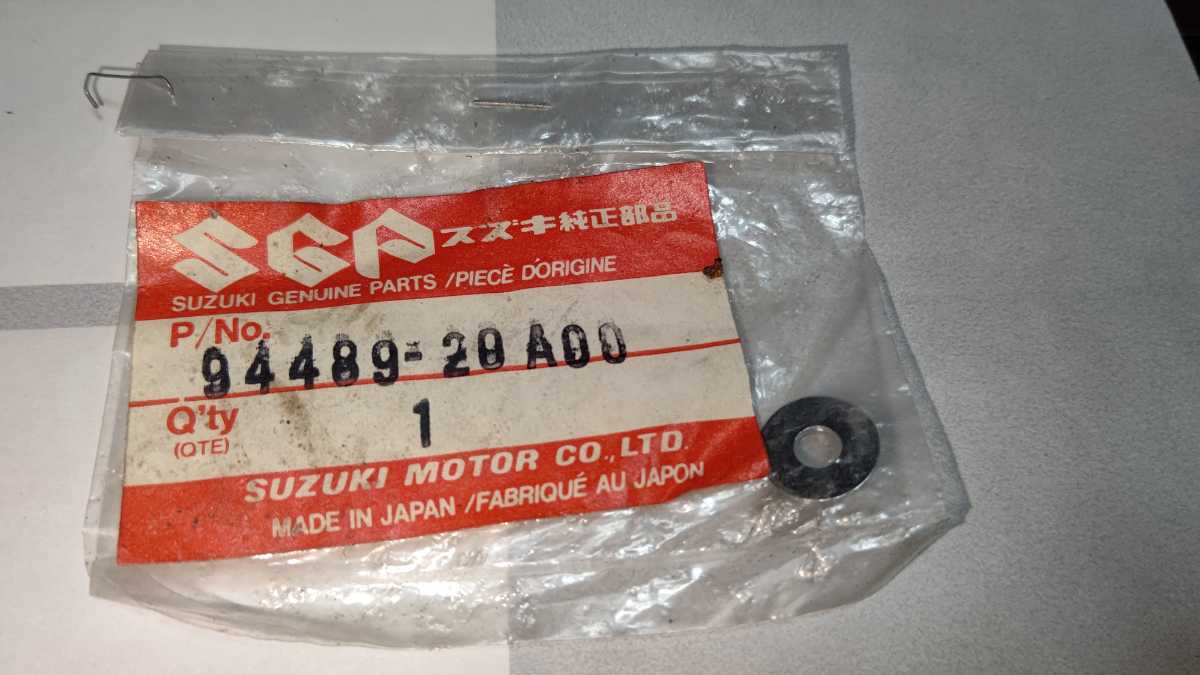 SGP スズキ純正部品
SUZUKI GENUINE PARTS /PIECÈ D'ORIGINE
P/No.
94489-20A00
Q'ty
(QTE)
1
SUZUKI MOTOR CO.,LTD.
MADE IN JAPAN /FABRIQUÉ AU JAPON